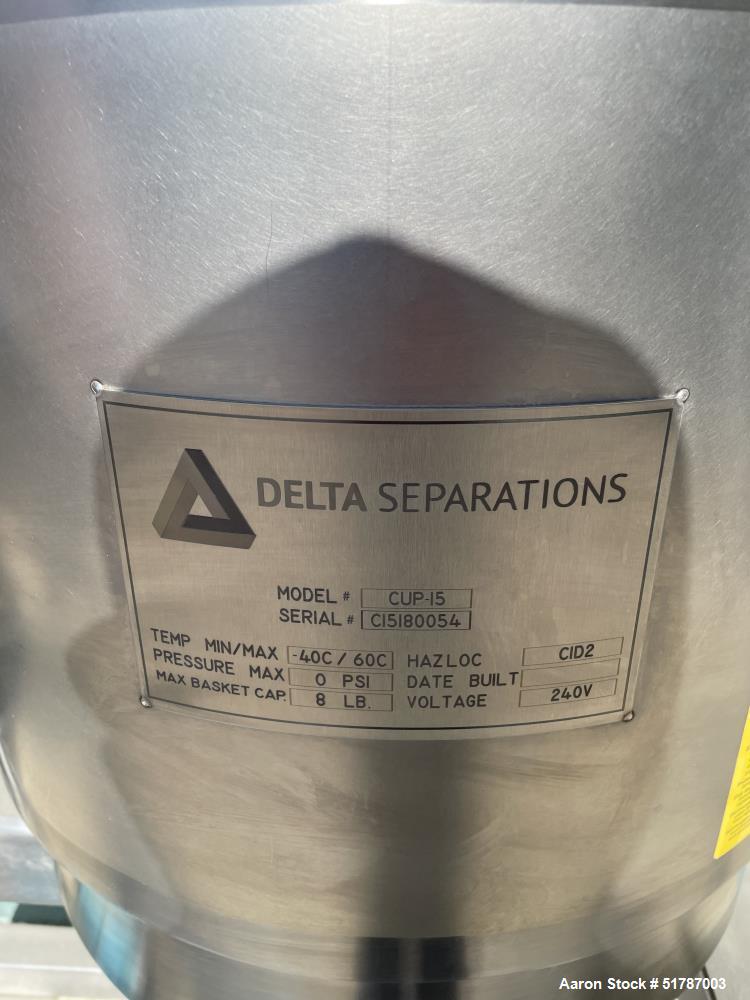 DELTA SEPARATIONS
MODEL # CUP-15
SERIAL # C15180054
TEMP MIN/MAX -40C / 60C
PRESSURE MAX 0 PSI
MAX BASKET CAP. 8 LB.
HAZLOC C1D2
DATE BUILT
VOLTAGE 240V
Aaron Stock # 51787003